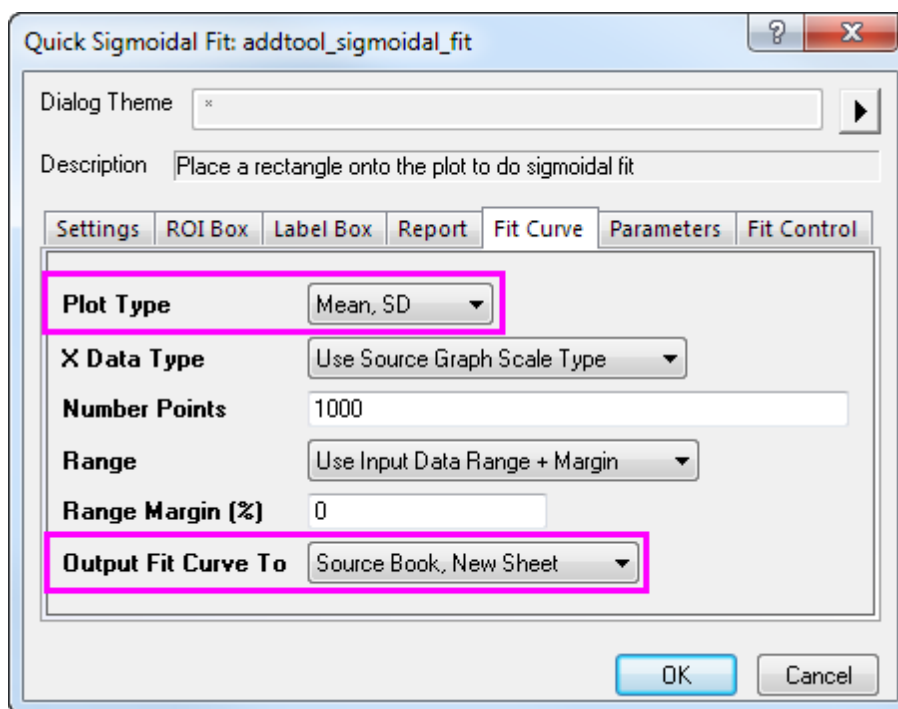 Quick Sigmoidal Fit: addtool_sigmoidal_fit
Dialog Theme *
Description Place a rectangle onto the plot to do sigmoidal fit
Settings ROI Box Label Box Report Fit Curve Parameters Fit Control
Plot Type Mean, SD
X Data Type Use Source Graph Scale Type
Number Points 1000
Range Use Input Data Range + Margin
Range Margin (%) 0
Output Fit Curve To Source Book, New Sheet
OK Cancel